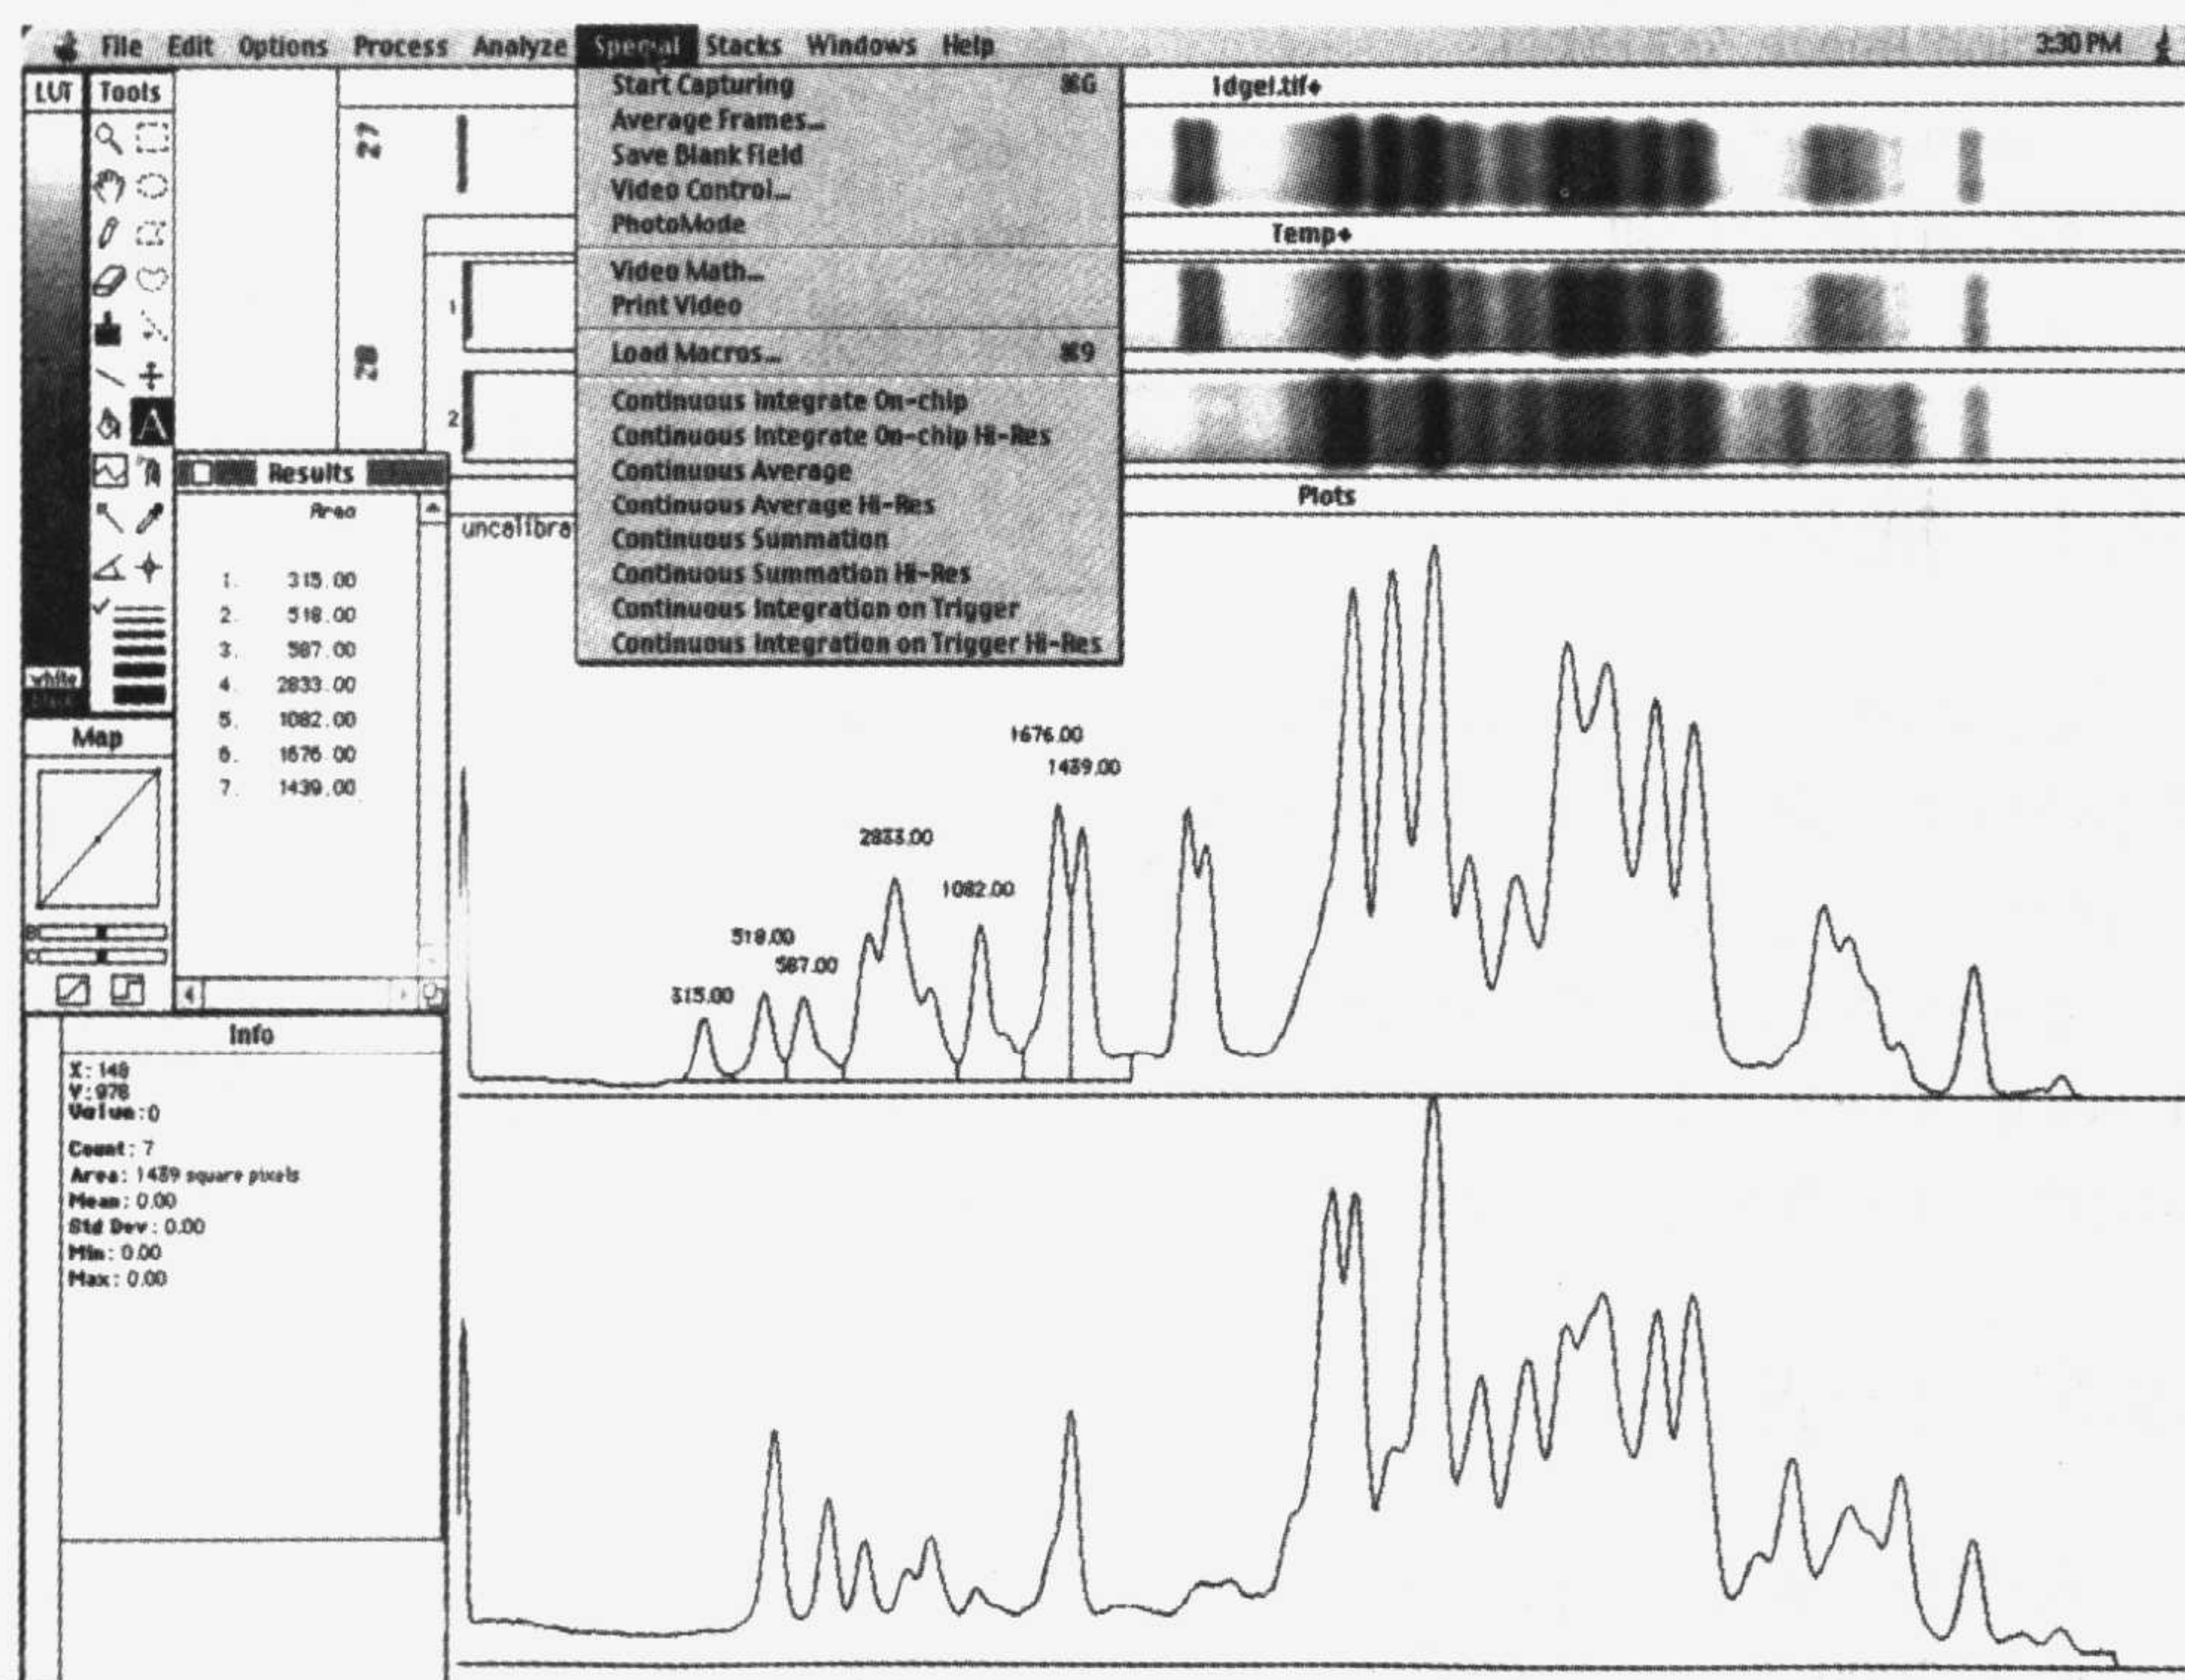 File Edit Options Process Analyze Special Stacks Windows Help 3:30 PM
LUT Tools
27
28
white
black
Map
Start Capturing ⌘G
Average Frames...
Save Blank Field
Video Control...
PhotoMode
Video Math...
Print Video
Load Macros... ⌘9
Continuous Integrate On-chip
Continuous Integrate On-chip Hi-Res
Continuous Average
Continuous Average Hi-Res
Continuous Summation
Continuous Summation Hi-Res
Continuous Integration on Trigger
Continuous Integration on Trigger Hi-Res
1dgel.tif
Temp
1
2
Plots
uncalibra
Results
Area
1. 315.00
2. 518.00
3. 587.00
4. 2833.00
5. 1082.00
6. 1676.00
7. 1439.00
1676.00
1439.00
2833.00
1082.00
518.00
587.00
315.00
B
C
Info
X: 148
Y: 978
Value: 0
Count: 7
Area: 1439 square pixels
Mean: 0.00
Std Dev: 0.00
Min: 0.00
Max: 0.00